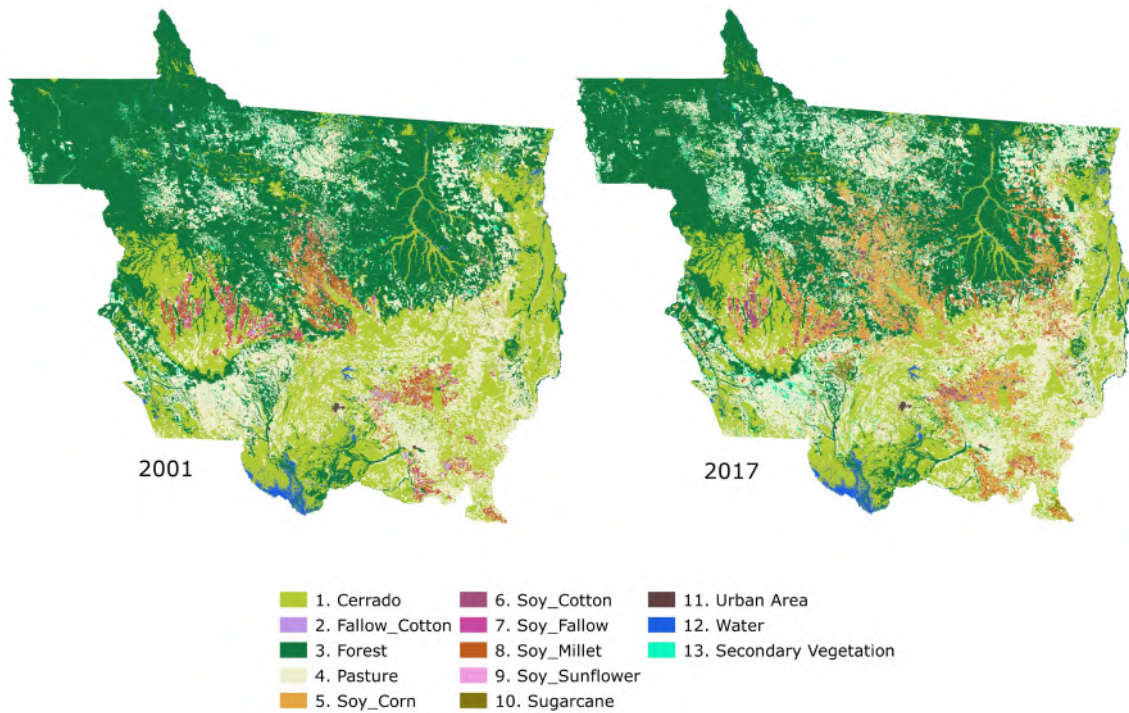 2001
2017
1. Cerrado
2. Fallow_Cotton
3. Forest
4. Pasture
5. Soy_Corn
6. Soy_Cotton
7. Soy_Fallow
8. Soy_Millet
9. Soy_Sunflower
10. Sugarcane
11. Urban Area
12. Water
13. Secondary Vegetation